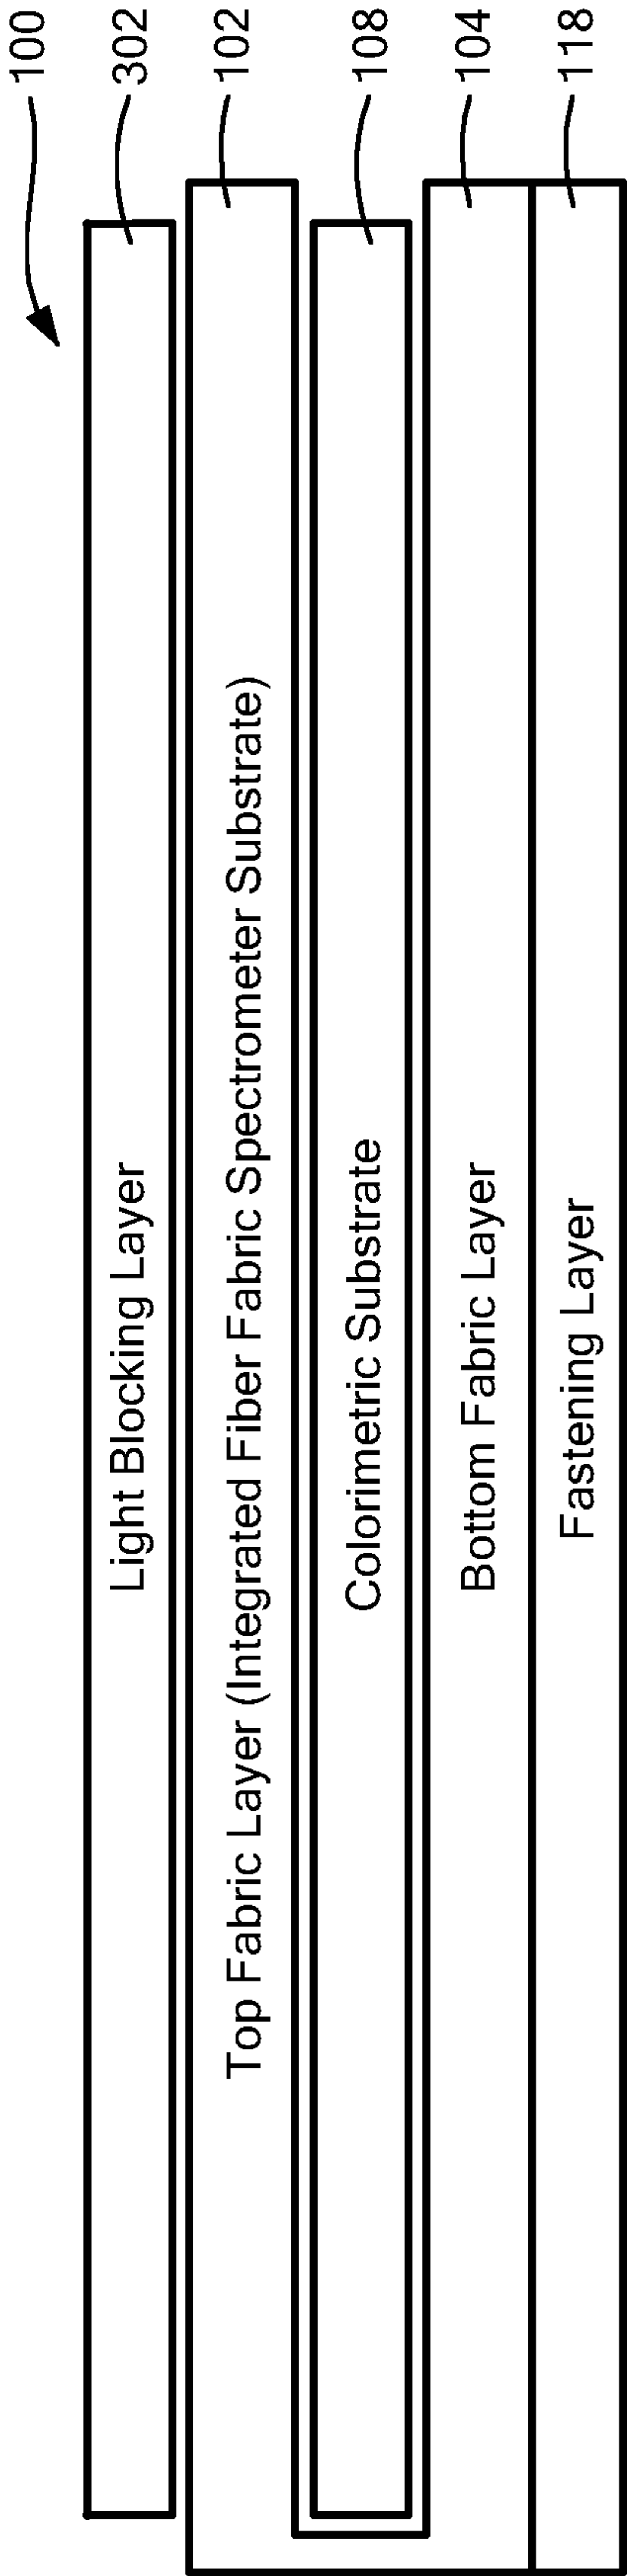 100
302
102
108
104
118
Light Blocking Layer
Top Fabric Layer (Integrated Fiber Fabric Spectrometer Substrate)
Colorimetric Substrate
Bottom Fabric Layer
Fastening Layer